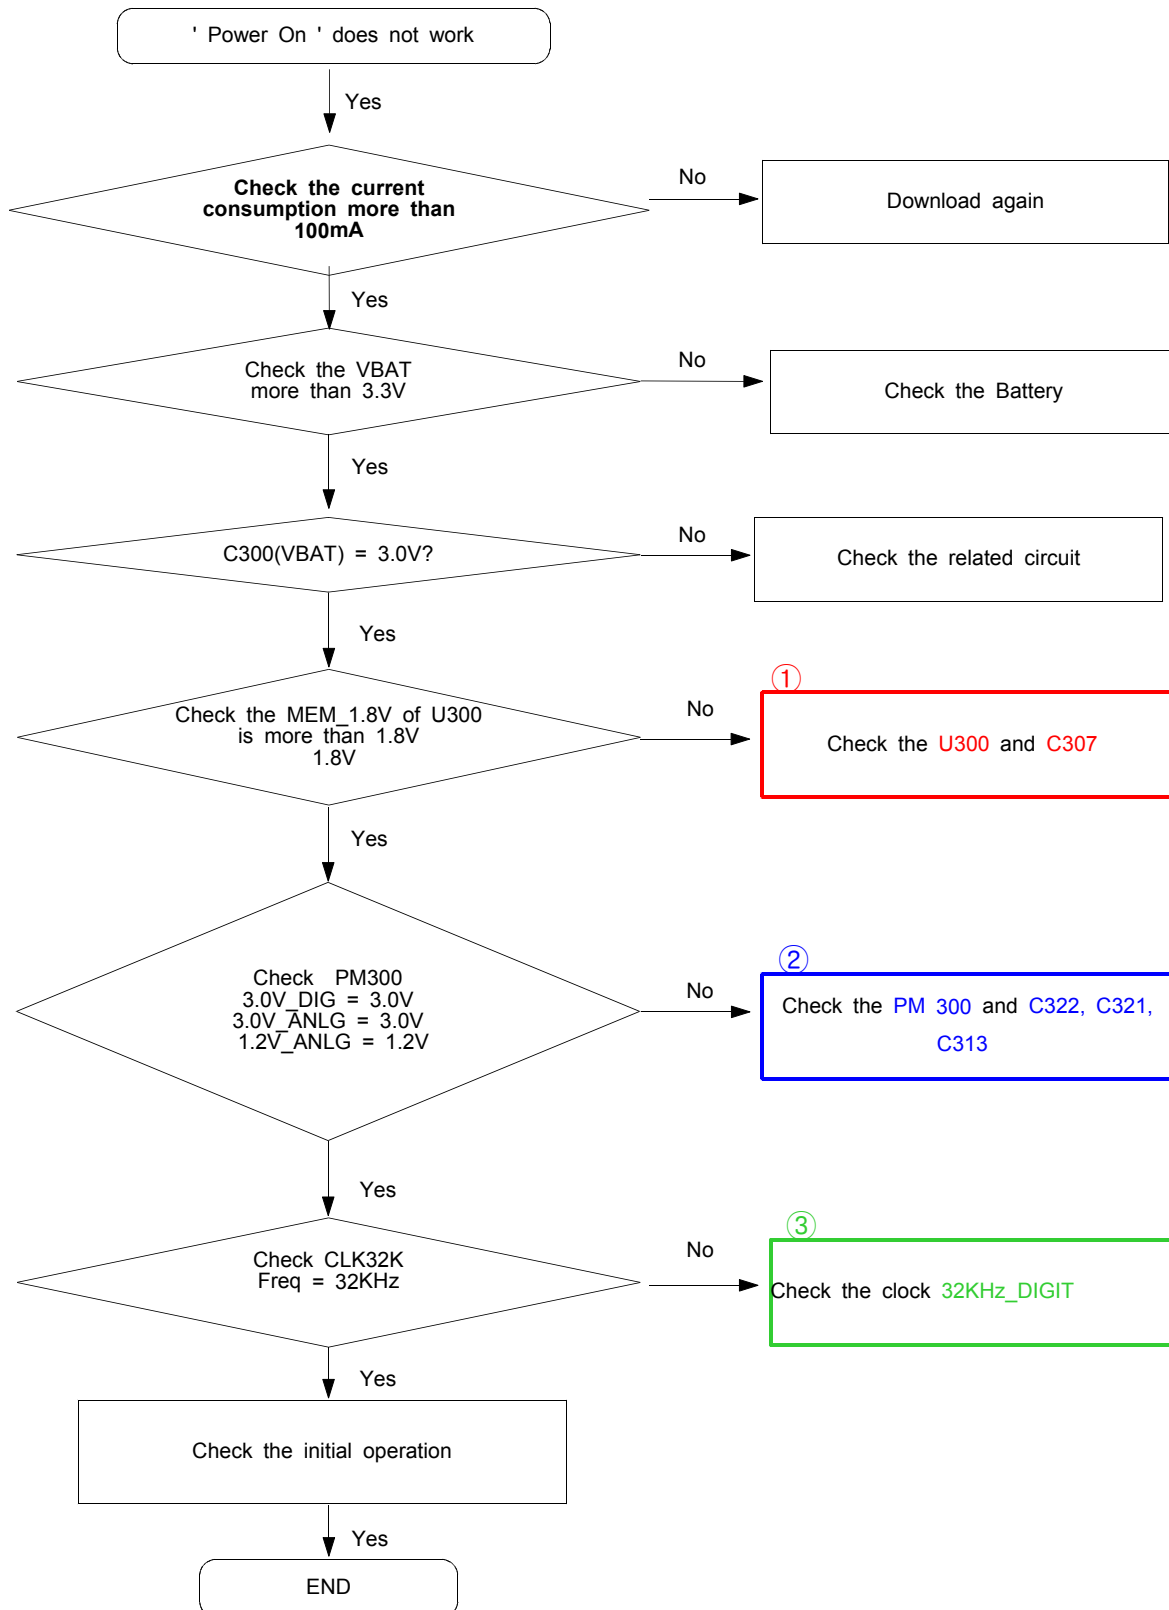 ' Power On ' does not work
Yes
Check the current
consumption more than
100mA
No
Download again
Yes
Check the VBAT
more than 3.3V
No
Check the Battery
Yes
C300(VBAT) = 3.0V?
No
Check the related circuit
Yes
①
Check the MEM_1.8V of U300
is more than 1.8V
1.8V
No
Check the U300 and C307
Yes
②
Check PM300
3.0V_DIG = 3.0V
3.0V_ANLG = 3.0V
1.2V_ANLG = 1.2V
No
Check the PM 300 and C322, C321,
C313
Yes
③
Check CLK32K
Freq = 32KHz
No
Check the clock 32KHz_DIGIT
Yes
Check the initial operation
Yes
END